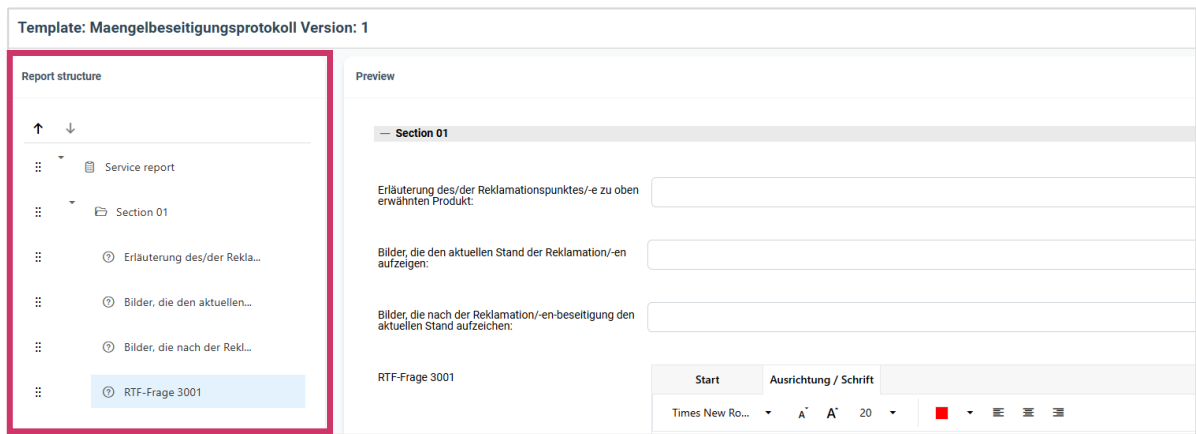 Template: Maengelbeseitigungsprotokoll Version: 1
Report structure
Service report
Section 01
Erläuterung des/der Rekla...
Bilder, die den aktuellen...
Bilder, die nach der Rekl...
RTF-Frage 3001
Preview
— Section 01
Erläuterung des/der Reklamationspunktes/-e zu oben
erwähnten Produkt:
Bilder, die den aktuellen Stand der Reklamation/-en
aufzeigen:
Bilder, die nach der Reklamation/-en-beseitigung den
aktuellen Stand aufzeichen:
RTF-Frage 3001
Start Ausrichtung / Schrift
Times New Ro... A A 20